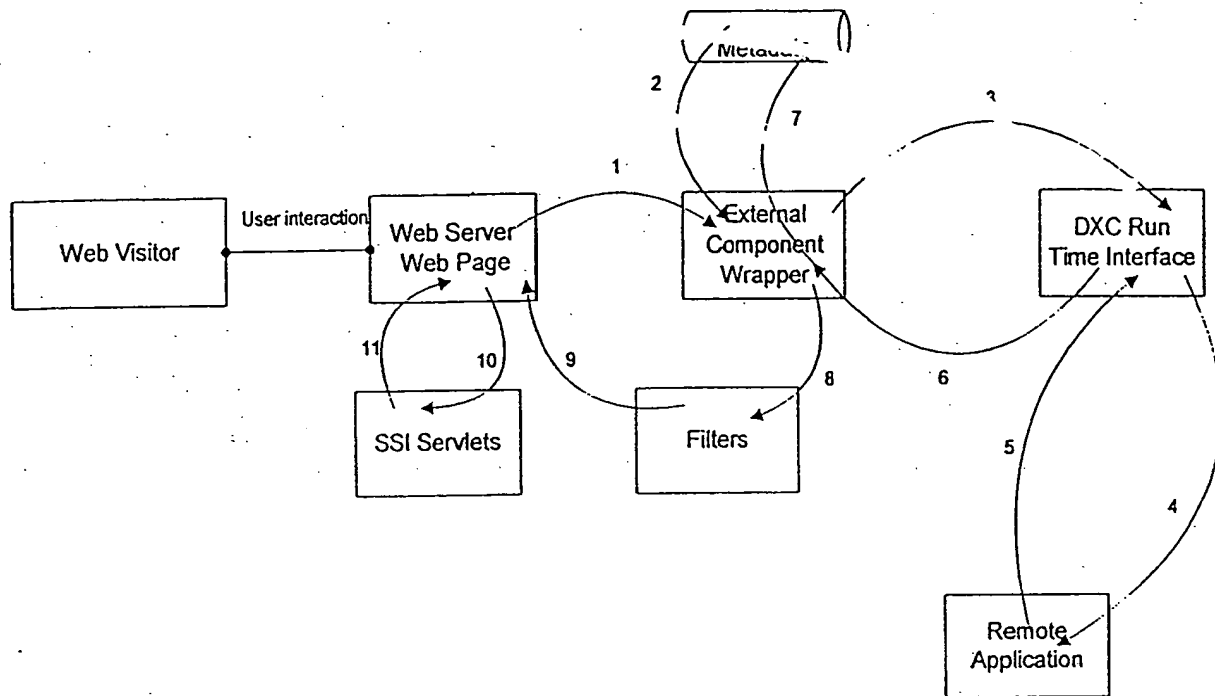 2
7
3
1
User interaction
Web Visitor
Web Server
Web Page
External
Component
Wrapper
DXC Run
Time Interface
11
10
9
8
6
SSI Servlets
Filters
5
4
Remote
Application